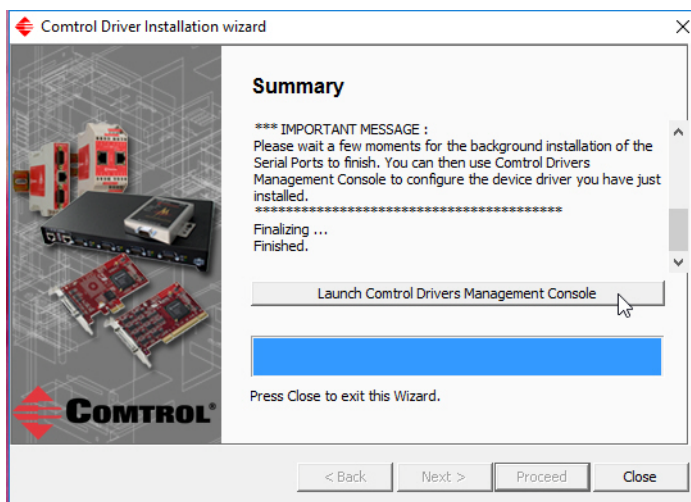 Comtrol Driver Installation wizard
Summary
*** IMPORTANT MESSAGE :
Please wait a few moments for the background installation of the
Serial Ports to finish. You can then use Comtrol Drivers
Management Console to configure the device driver you have just
installed.
****************************************
Finalizing ...
Finished.
Launch Comtrol Drivers Management Console
Press Close to exit this Wizard.
COMTROL®
< Back Next > Proceed Close